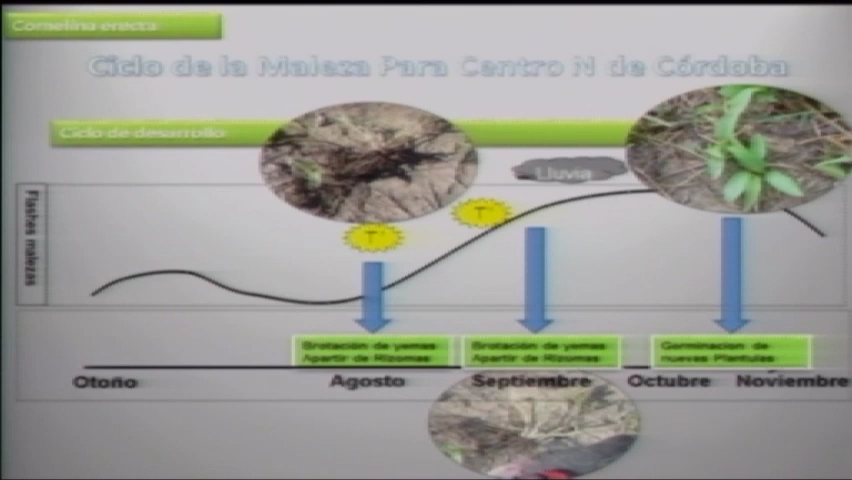 Comelina erecta
Ciclo de la Maleza Para Centro N de Córdoba
Ciclo de desarrollo
Lluvia
Flashes malezas
T°
T°
Brotación de yemas
Apartir de Rizomas
Brotación de yemas
Apartir de Rizomas
Germinacion de
nuevas Plantulas
Otoño
Agosto
Septiembre
Octubre
Noviembre